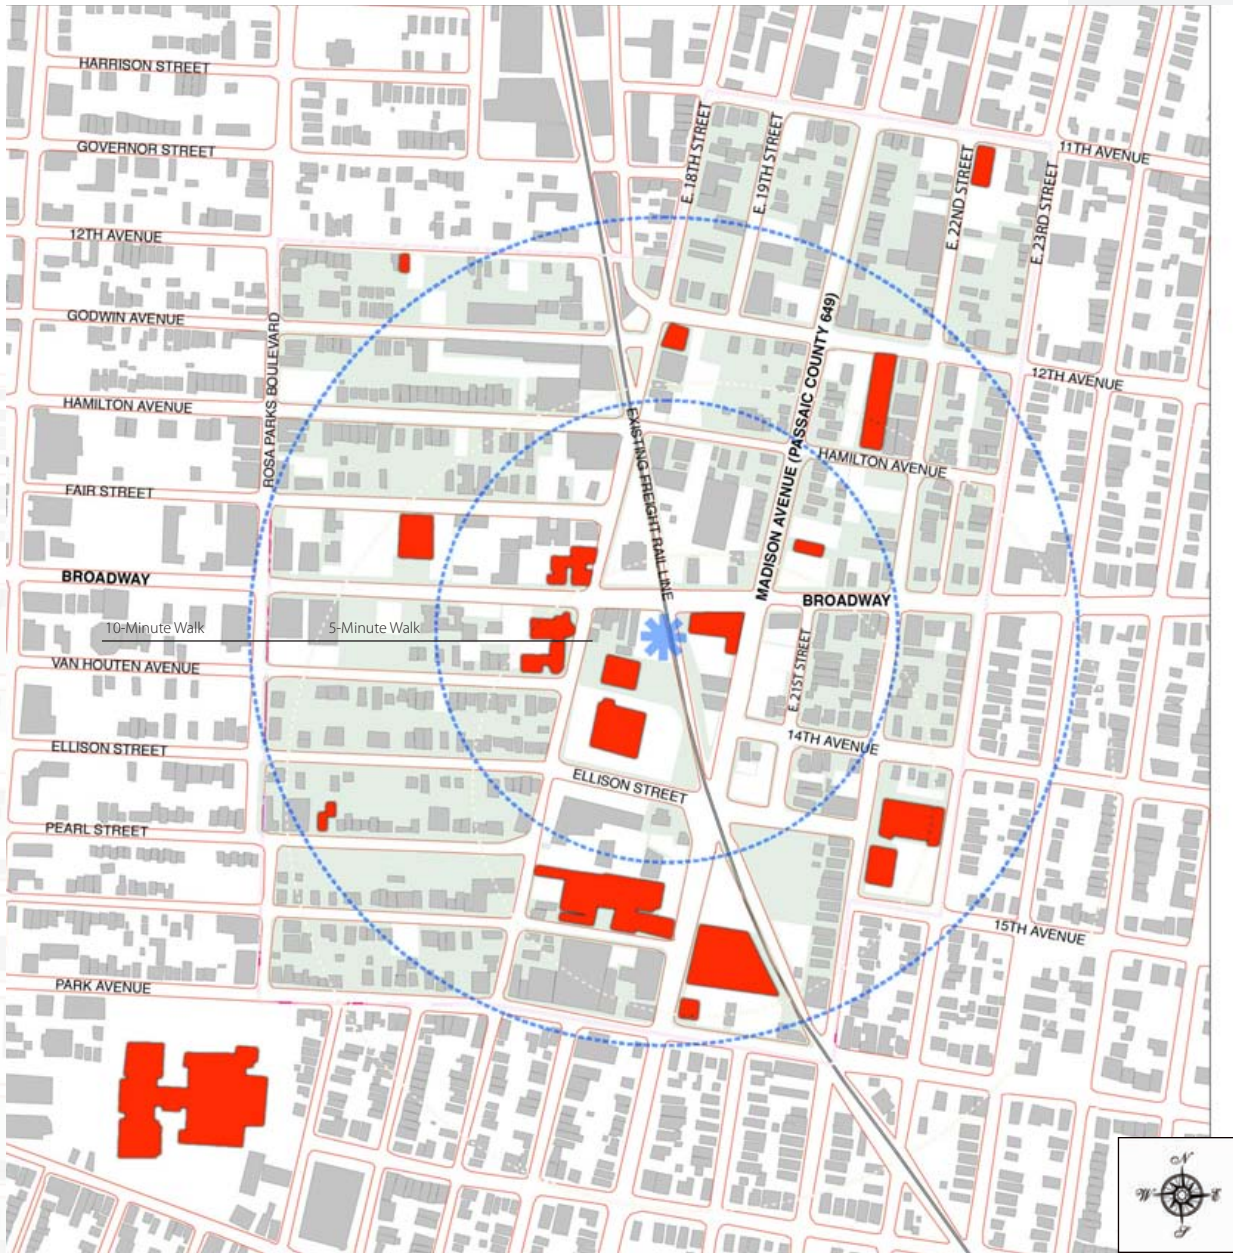 HARRISON STREET
GOVERNOR STREET
E. 18TH STREET
E. 19TH STREET
11TH AVENUE
E. 22ND STREET
E. 23RD STREET
12TH AVENUE
GODWIN AVENUE
ROSA PARKS BOULEVARD
MADISON AVENUE (PASSAIC COUNTY 649)
12TH AVENUE
HAMILTON AVENUE
EXISTING FREIGHT RAIL LINE
HAMILTON AVENUE
FAIR STREET
BROADWAY
BROADWAY
10-Minute Walk
5-Minute Walk
E. 21ST STREET
VAN HOUTEN AVENUE
14TH AVENUE
ELLISON STREET
ELLISON STREET
PEARL STREET
15TH AVENUE
PARK AVENUE
N
W
E
S